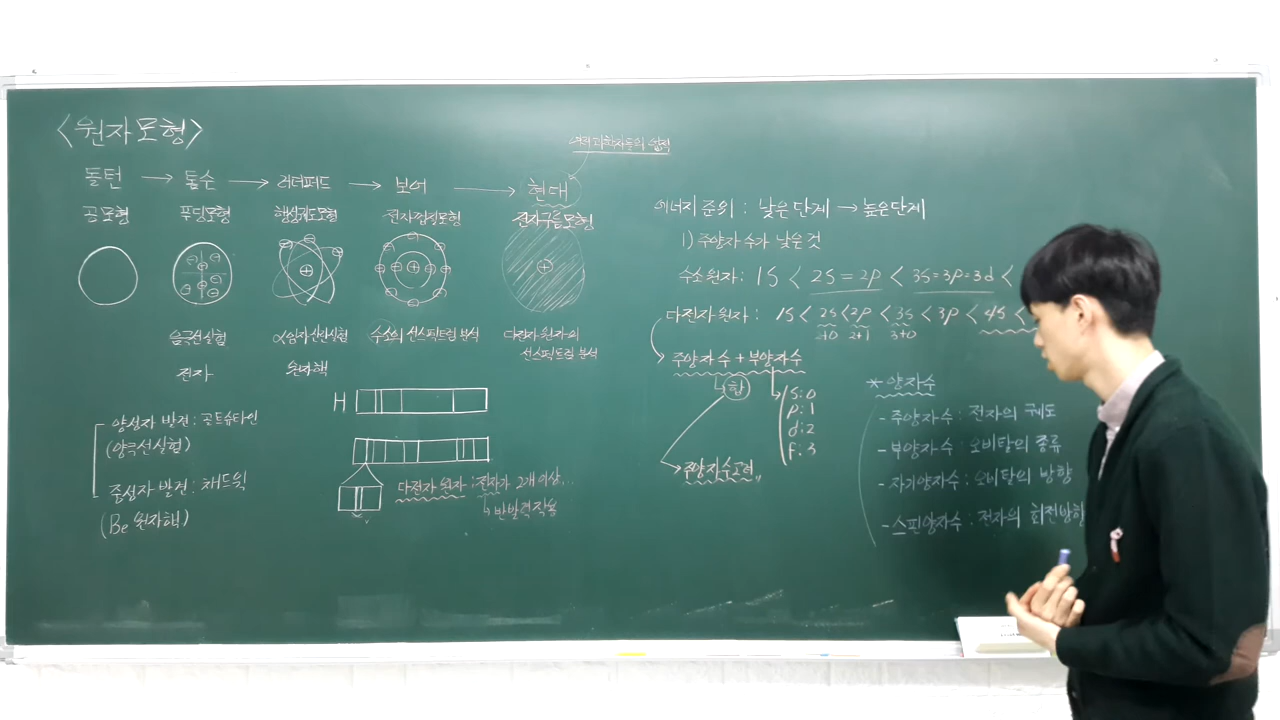 <원자모형>
돌턴 → 톰슨 → 러더퍼드 → 보어 → 현대
여러 과학자들의 업적
공모형 푸딩모형 행성궤도모형 전자껍질모형 전자구름모형
음극선실험 α입자산란실험 수소의 선스펙트럼 분석 다전자 원자의
선스펙트럼 분석
전자 원자핵
양성자 발견 : 골트슈타인
(양극선실험)
중성자 발견 : 채드윅
(Be 원자핵)
H
다전자 원자 : 전자가 2개이상...
반발력작용
에너지 준위 : 낮은단계 → 높은단계
1) 주양자수가 낮은 것
수소원자 : 1S < 2S = 2P < 3S = 3P = 3d <
다전자원자 : 1S < 2S < 2P < 3S < 3P < 4S <
2+0 2+1 3+0
주양자수 + 부양자수
합
S : 0
P : 1
d : 2
f : 3
주양자수고려
* 양자수
- 주양자수 : 전자의 궤도
- 부양자수 : 오비탈의 종류
- 자기양자수 : 오비탈의 방향
- 스핀양자수 : 전자의 회전방향